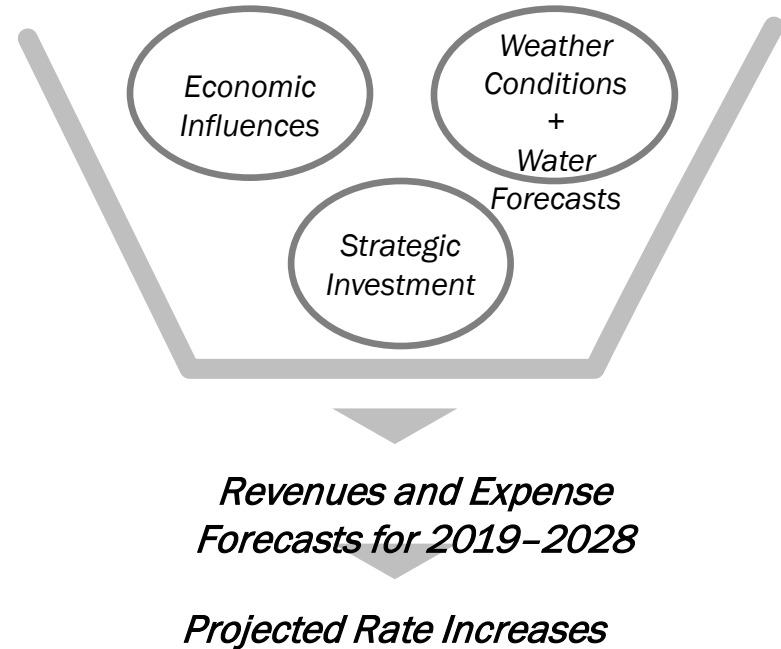 Economic
Influences
Weather
Conditions
+
Water
Forecasts
Strategic
Investment
Revenues and Expense
Forecasts for 2019–2028
Projected Rate Increases